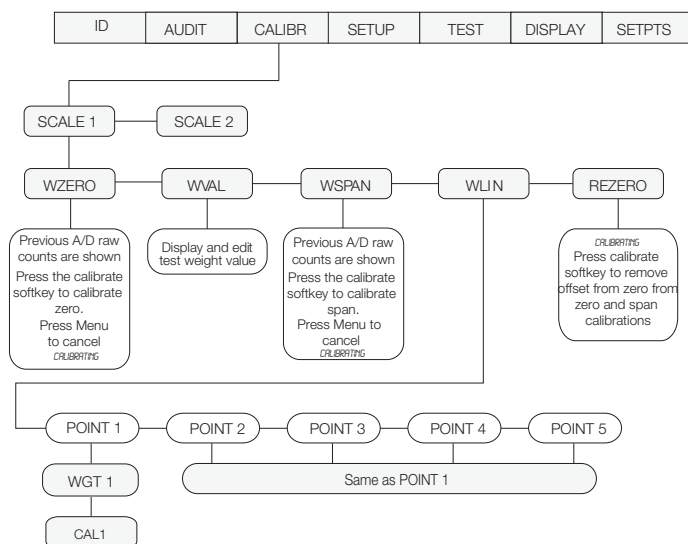 ID AUDIT CALIBR SETUP TEST DISPLAY SETPTS
SCALE 1 SCALE 2
WZERO WVAL WSPAN WLIN REZERO
Previous A/D raw
counts are shown
Press the calibrate
softkey to calibrate
zero.
Press Menu
to cancel
CALIBRATING
Display and edit
test weight value
Previous A/D raw
counts are shown
Press the calibrate
softkey to calibrate
span.
Press Menu to
cancel
CALIBRATING
CALIBRATING
Press calibrate
softkey to remove
offset from zero from
zero and span
calibrations
POINT 1 POINT 2 POINT 3 POINT 4 POINT 5
WGT 1
Same as POINT 1
CAL1